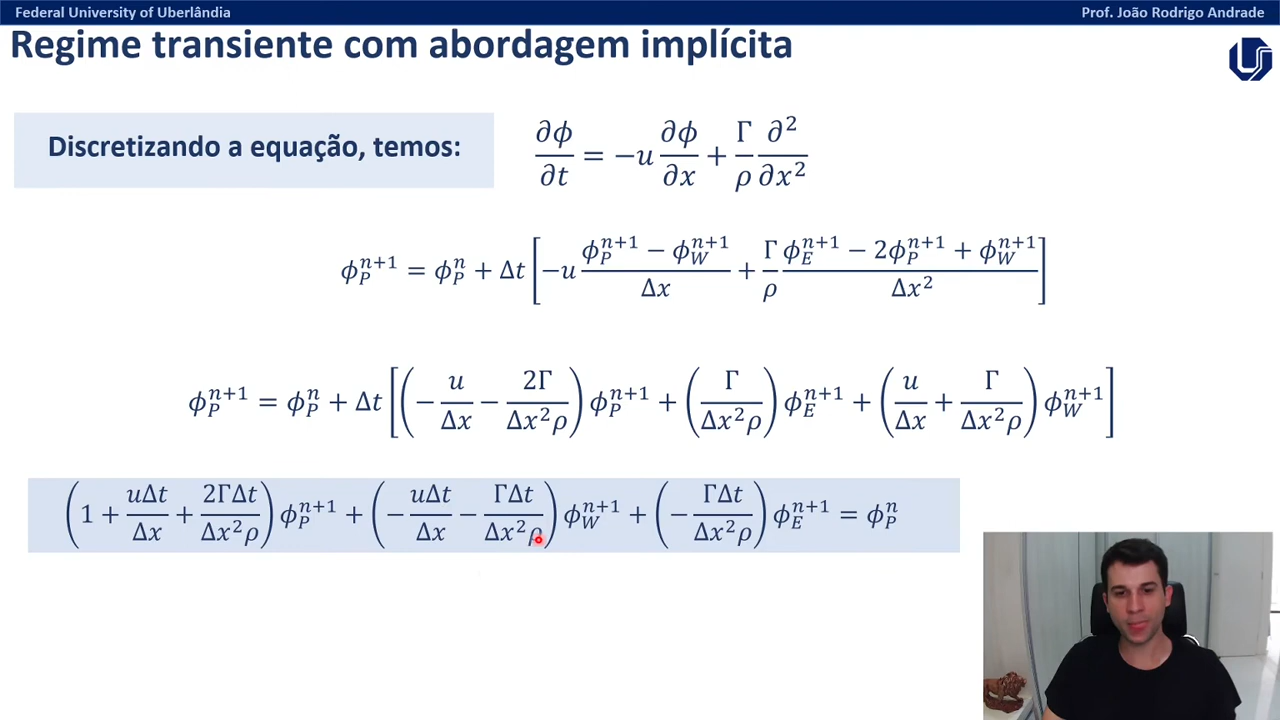 Federal University of Uberlândia
Prof. João Rodrigo Andrade
Regime transiente com abordagem implícita
Discretizando a equação, temos:
∂ϕ/∂t = −u ∂ϕ/∂x + Γ/ρ ∂²/∂x²
ϕ_P^{n+1} = ϕ_P^n + Δt [−u (ϕ_P^{n+1} − ϕ_W^{n+1})/Δx + Γ/ρ (ϕ_E^{n+1} − 2ϕ_P^{n+1} + ϕ_W^{n+1})/Δx²]
ϕ_P^{n+1} = ϕ_P^n + Δt [(− u/Δx − 2Γ/Δx²ρ) ϕ_P^{n+1} + (Γ/Δx²ρ) ϕ_E^{n+1} + (u/Δx + Γ/Δx²ρ) ϕ_W^{n+1}]
(1 + uΔt/Δx + 2ΓΔt/Δx²ρ) ϕ_P^{n+1} + (− uΔt/Δx − ΓΔt/Δx²ρ) ϕ_W^{n+1} + (− ΓΔt/Δx²ρ) ϕ_E^{n+1} = ϕ_P^n